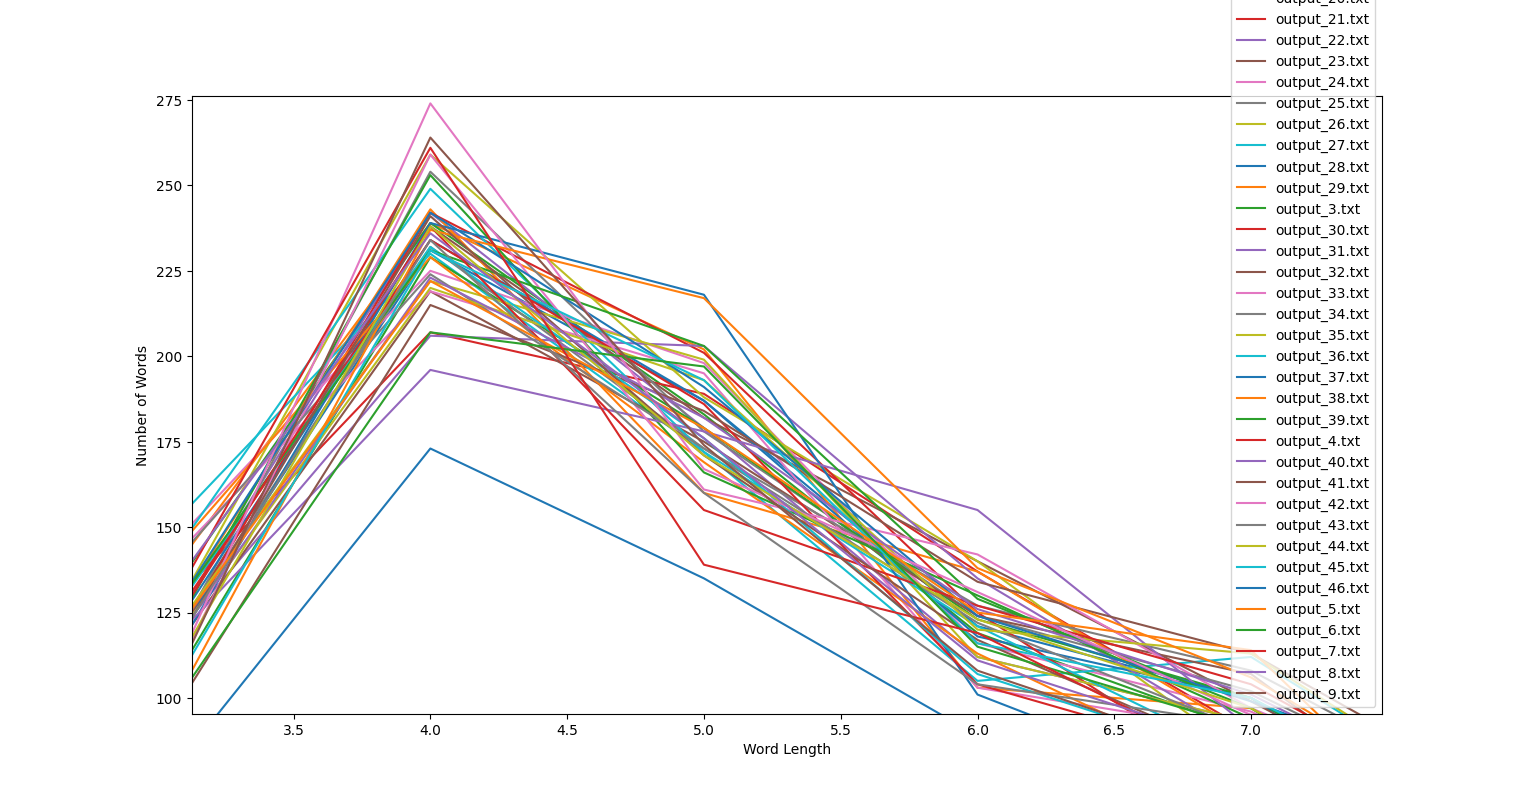 output_20.txt
output_21.txt
output_22.txt
output_23.txt
output_24.txt
output_25.txt
output_26.txt
output_27.txt
output_28.txt
output_29.txt
output_3.txt
output_30.txt
output_31.txt
output_32.txt
output_33.txt
output_34.txt
output_35.txt
output_36.txt
output_37.txt
output_38.txt
output_39.txt
output_4.txt
output_40.txt
output_41.txt
output_42.txt
output_43.txt
output_44.txt
output_45.txt
output_46.txt
output_5.txt
output_6.txt
output_7.txt
output_8.txt
output_9.txt
275
250
225
200
175
150
125
100
Number of Words
3.5 4.0 4.5 5.0 5.5 6.0 6.5 7.0
Word Length